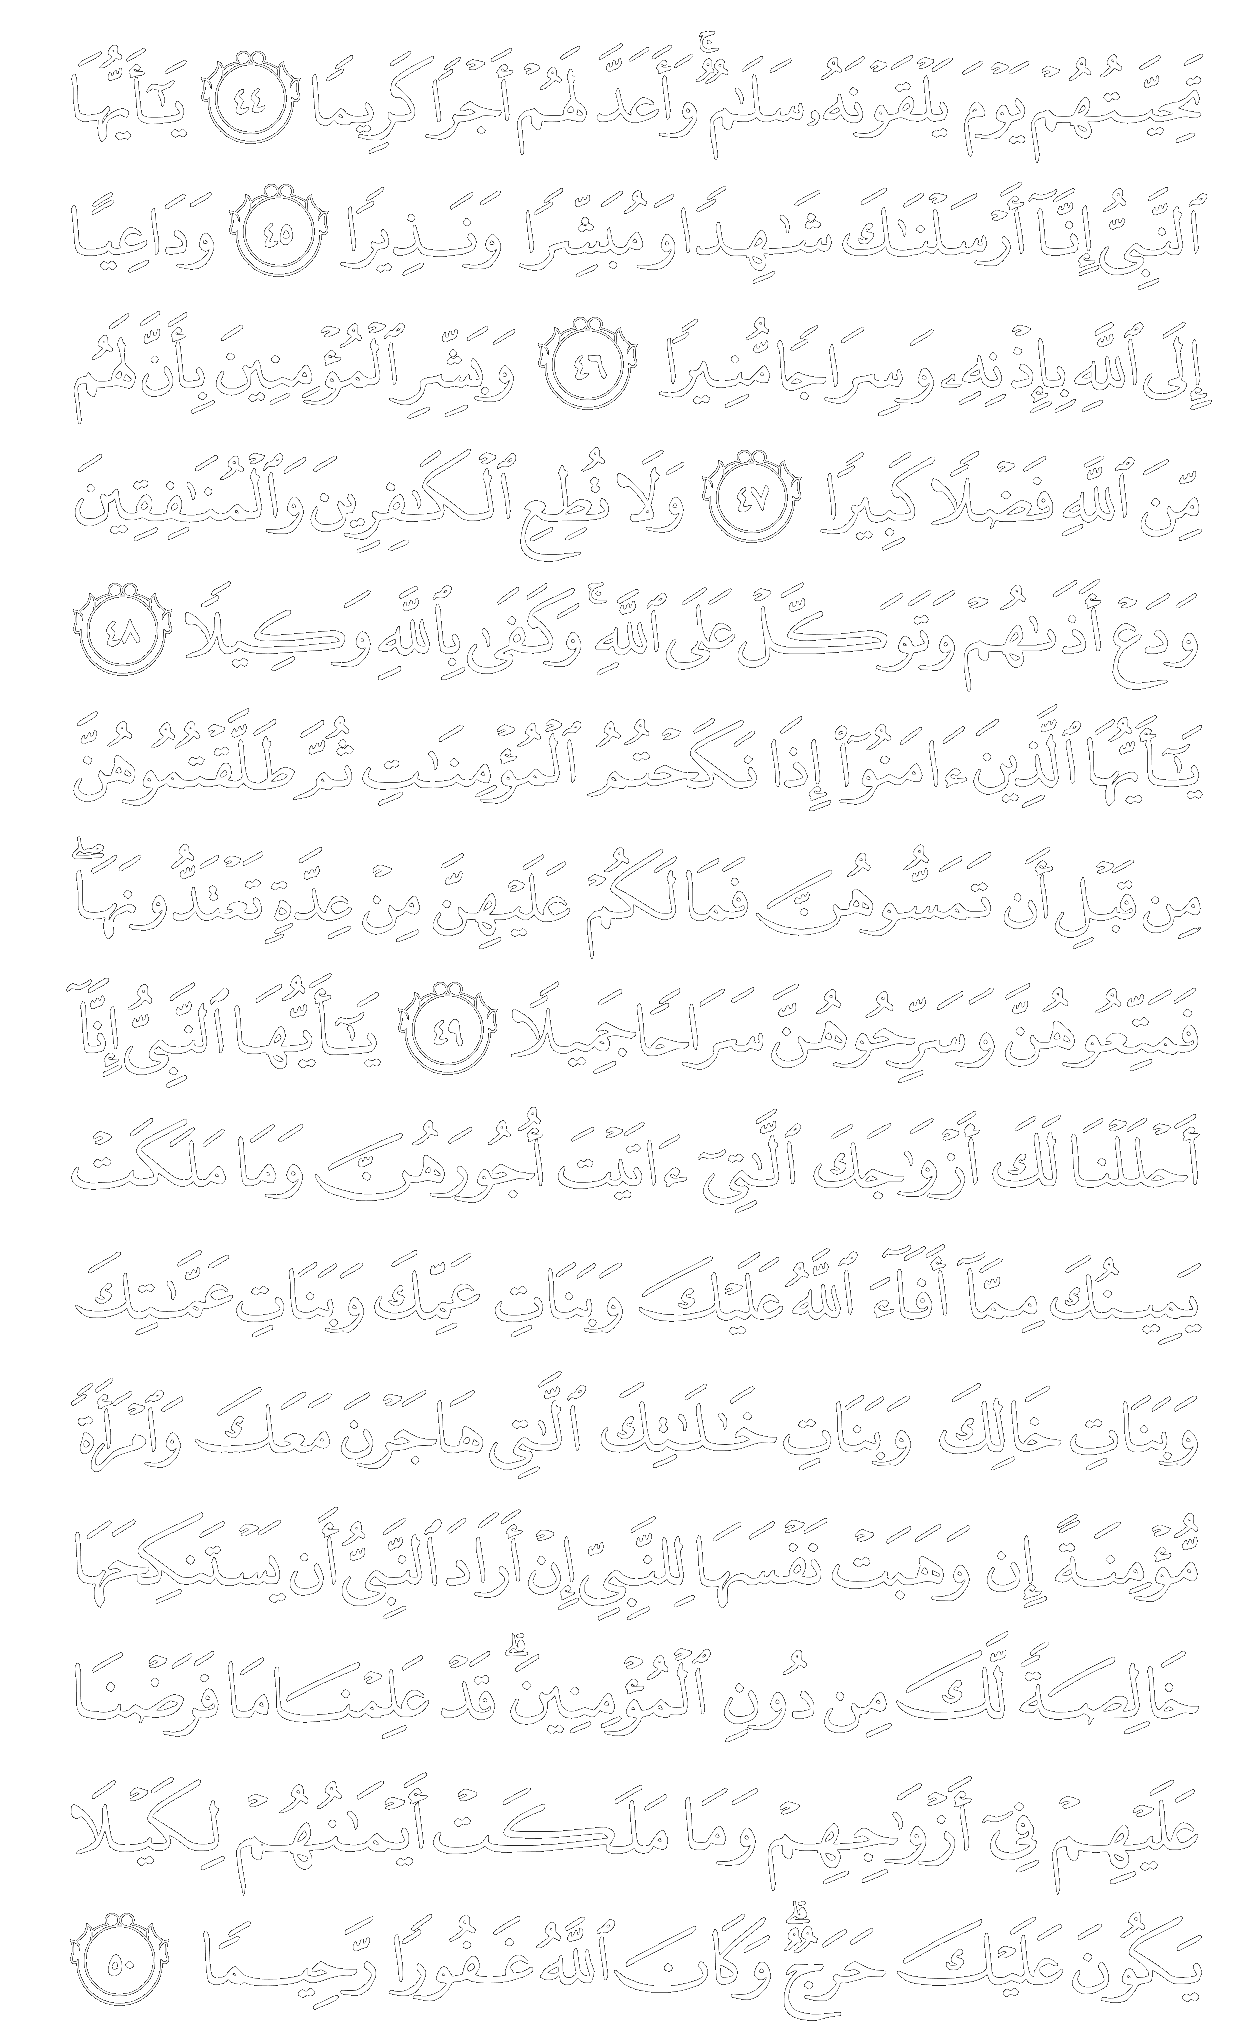 تَحِيَّتُهُمْ يَوْمَ يَلْقَوْنَهُۥ سَلَـٰمٌ ۚ وَأَعَدَّ لَهُمْ أَجْرًا كَرِيمًا ٤٤ يَـٰٓأَيُّهَا
ٱلنَّبِىُّ إِنَّآ أَرْسَلْنَـٰكَ شَـٰهِدًا وَمُبَشِّرًا وَنَذِيرًا ٤٥ وَدَاعِيًا
إِلَى ٱللَّهِ بِإِذْنِهِۦ وَسِرَاجًا مُّنِيرًا ٤٦ وَبَشِّرِ ٱلْمُؤْمِنِينَ بِأَنَّ لَهُم
مِّنَ ٱللَّهِ فَضْلًا كَبِيرًا ٤٧ وَلَا تُطِعِ ٱلْكَـٰفِرِينَ وَٱلْمُنَـٰفِقِينَ
وَدَعْ أَذَىٰهُمْ وَتَوَكَّلْ عَلَى ٱللَّهِ ۚ وَكَفَىٰ بِٱللَّهِ وَكِيلًا ٤٨
يَـٰٓأَيُّهَا ٱلَّذِينَ ءَامَنُوٓا۟ إِذَا نَكَحْتُمُ ٱلْمُؤْمِنَـٰتِ ثُمَّ طَلَّقْتُمُوهُنَّ
مِن قَبْلِ أَن تَمَسُّوهُنَّ فَمَا لَكُمْ عَلَيْهِنَّ مِنْ عِدَّةٍ تَعْتَدُّونَهَا ۖ
فَمَتِّعُوهُنَّ وَسَرِّحُوهُنَّ سَرَاحًا جَمِيلًا ٤٩ يَـٰٓأَيُّهَا ٱلنَّبِىُّ إِنَّآ
أَحْلَلْنَا لَكَ أَزْوَٰجَكَ ٱلَّـٰتِىٓ ءَاتَيْتَ أُجُورَهُنَّ وَمَا مَلَكَتْ
يَمِينُكَ مِمَّآ أَفَآءَ ٱللَّهُ عَلَيْكَ وَبَنَاتِ عَمِّكَ وَبَنَاتِ عَمَّـٰتِكَ
وَبَنَاتِ خَالِكَ وَبَنَاتِ خَـٰلَـٰتِكَ ٱلَّـٰتِى هَاجَرْنَ مَعَكَ وَٱمْرَأَةً
مُّؤْمِنَةً إِن وَهَبَتْ نَفْسَهَا لِلنَّبِىِّ إِنْ أَرَادَ ٱلنَّبِىُّ أَن يَسْتَنكِحَهَا
خَالِصَةً لَّكَ مِن دُونِ ٱلْمُؤْمِنِينَ ۗ قَدْ عَلِمْنَا مَا فَرَضْنَا
عَلَيْهِمْ فِىٓ أَزْوَٰجِهِمْ وَمَا مَلَكَتْ أَيْمَـٰنُهُمْ لِكَيْلَا
يَكُونَ عَلَيْكَ حَرَجٌ ۗ وَكَانَ ٱللَّهُ غَفُورًا رَّحِيمًا ٥٠